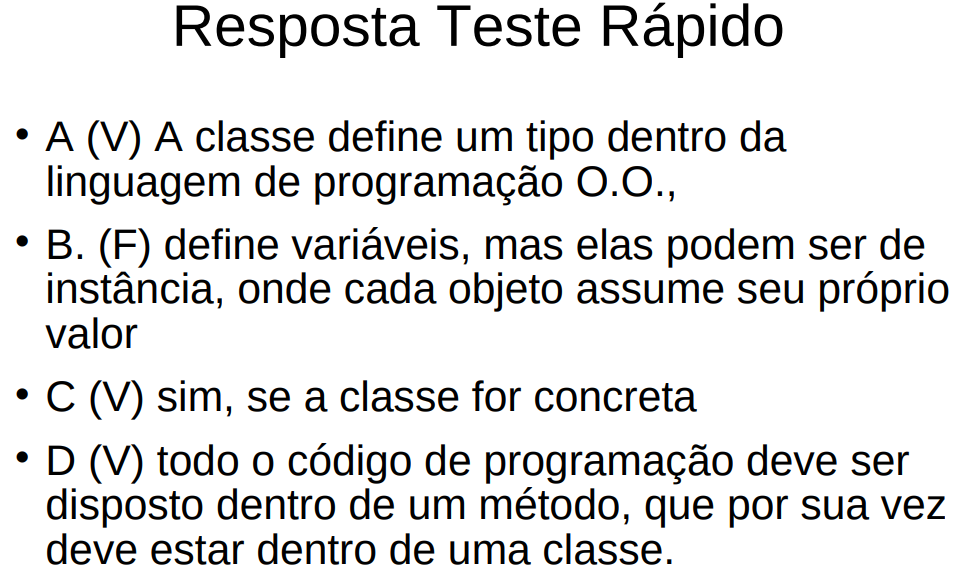 Resposta Teste Rápido
• A (V) A classe define um tipo dentro da
linguagem de programação O.O.,
• B. (F) define variáveis, mas elas podem ser de
instância, onde cada objeto assume seu próprio
valor
• C (V) sim, se a classe for concreta
• D (V) todo o código de programação deve ser
disposto dentro de um método, que por sua vez
deve estar dentro de uma classe.